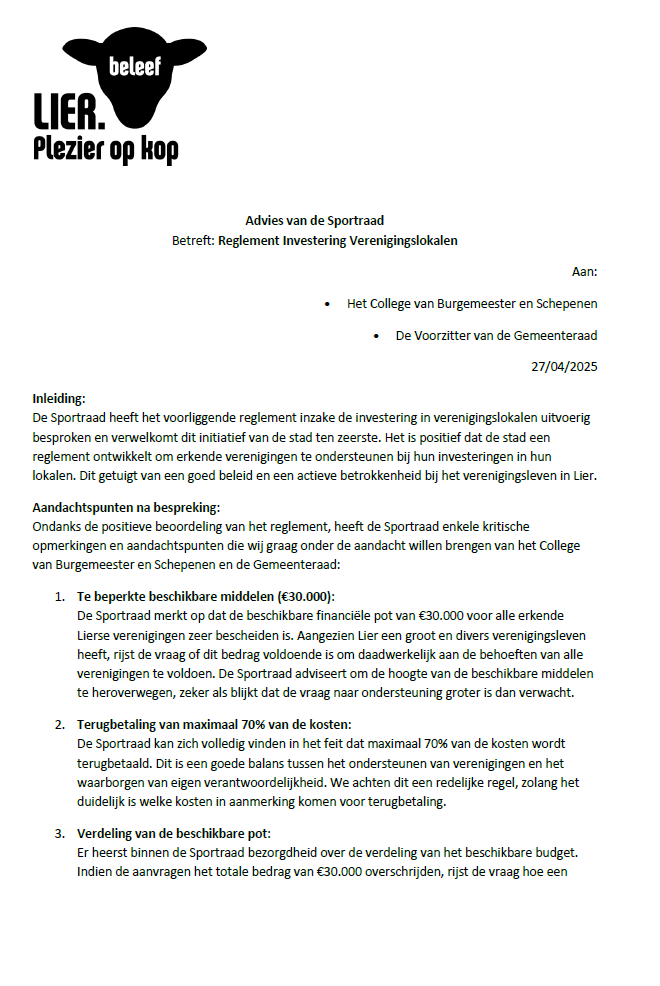 beleef
LIER.
Plezier op kop
Advies van de Sportraad
Betreft: Reglement Investering Verenigingslokalen
Aan:
• Het College van Burgemeester en Schepenen
• De Voorzitter van de Gemeenteraad
27/04/2025
Inleiding:
De Sportraad heeft het voorliggende reglement inzake de investering in verenigingslokalen uitvoerig
besproken en verwelkomt dit initiatief van de stad ten zeerste. Het is positief dat de stad een
reglement ontwikkelt om erkende verenigingen te ondersteunen bij hun investeringen in hun
lokalen. Dit getuigt van een goed beleid en een actieve betrokkenheid bij het verenigingsleven in Lier.
Aandachtspunten na bespreking:
Ondanks de positieve beoordeling van het reglement, heeft de Sportraad enkele kritische
opmerkingen en aandachtspunten die wij graag onder de aandacht willen brengen van het College
van Burgemeester en Schepenen en de Gemeenteraad:
1. Te beperkte beschikbare middelen (€30.000):
De Sportraad merkt op dat de beschikbare financiële pot van €30.000 voor alle erkende
Lierse verenigingen zeer bescheiden is. Aangezien Lier een groot en divers verenigingsleven
heeft, rijst de vraag of dit bedrag voldoende is om daadwerkelijk aan de behoeften van alle
verenigingen te voldoen. De Sportraad adviseert om de hoogte van de beschikbare middelen
te heroverwegen, zeker als blijkt dat de vraag naar ondersteuning groter is dan verwacht.
2. Terugbetaling van maximaal 70% van de kosten:
De Sportraad kan zich volledig vinden in het feit dat maximaal 70% van de kosten wordt
terugbetaald. Dit is een goede balans tussen het ondersteunen van verenigingen en het
waarborgen van eigen verantwoordelijkheid. We achten dit een redelijke regel, zolang het
duidelijk is welke kosten in aanmerking komen voor terugbetaling.
3. Verdeling van de beschikbare pot:
Er heerst binnen de Sportraad bezorgdheid over de verdeling van het beschikbare budget.
Indien de aanvragen het totale bedrag van €30.000 overschrijden, rijst de vraag hoe een